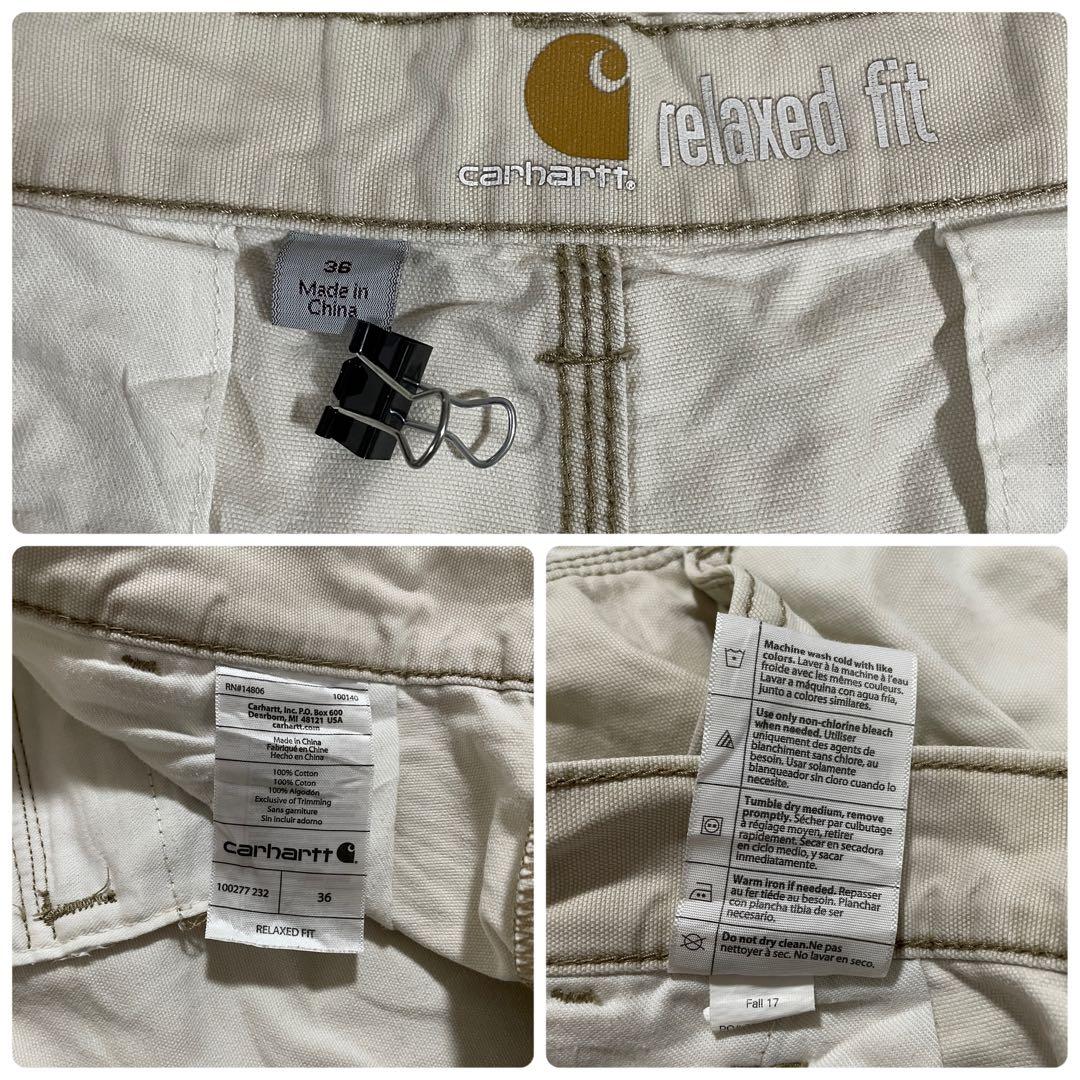 carhartt.
relaxed fit
36
Made in
China
RN#14806 100140
Carhartt, Inc. P.O. Box 600
Dearborn, MI 48121 USA
carhartt.com
Made in China
Fabriqué en Chine
Hecho en China
100% Cotton
100% Coton
100% Algodón
Exclusive of Trimming
Sans garniture
Sin incluir adorno
carhartt
100277 232 36
RELAXED FIT
Machine wash cold with like
colors. Laver à la machine à l'eau
froide avec les mêmes couleurs.
Lavar a máquina con agua fría,
junto a colores similares.
Use only non-chlorine bleach
when needed. Utiliser
uniquement des agents de
blanchiment sans chlore, au
besoin. Usar solamente
blanqueador sin cloro cuando lo
necesite.
Tumble dry medium, remove
promptly. Sécher par culbutage
à réglage moyen, retirer
rapidement. Secar en secadora
en ciclo medio, y sacar
inmediatamente.
Warm iron if needed. Repasser
au fer tiéde au besoin. Planchar
con plancha tibia de ser
necesario.
Do not dry clean.Ne pas
nettoyer à sec. No lavar en seco.
Fall 17